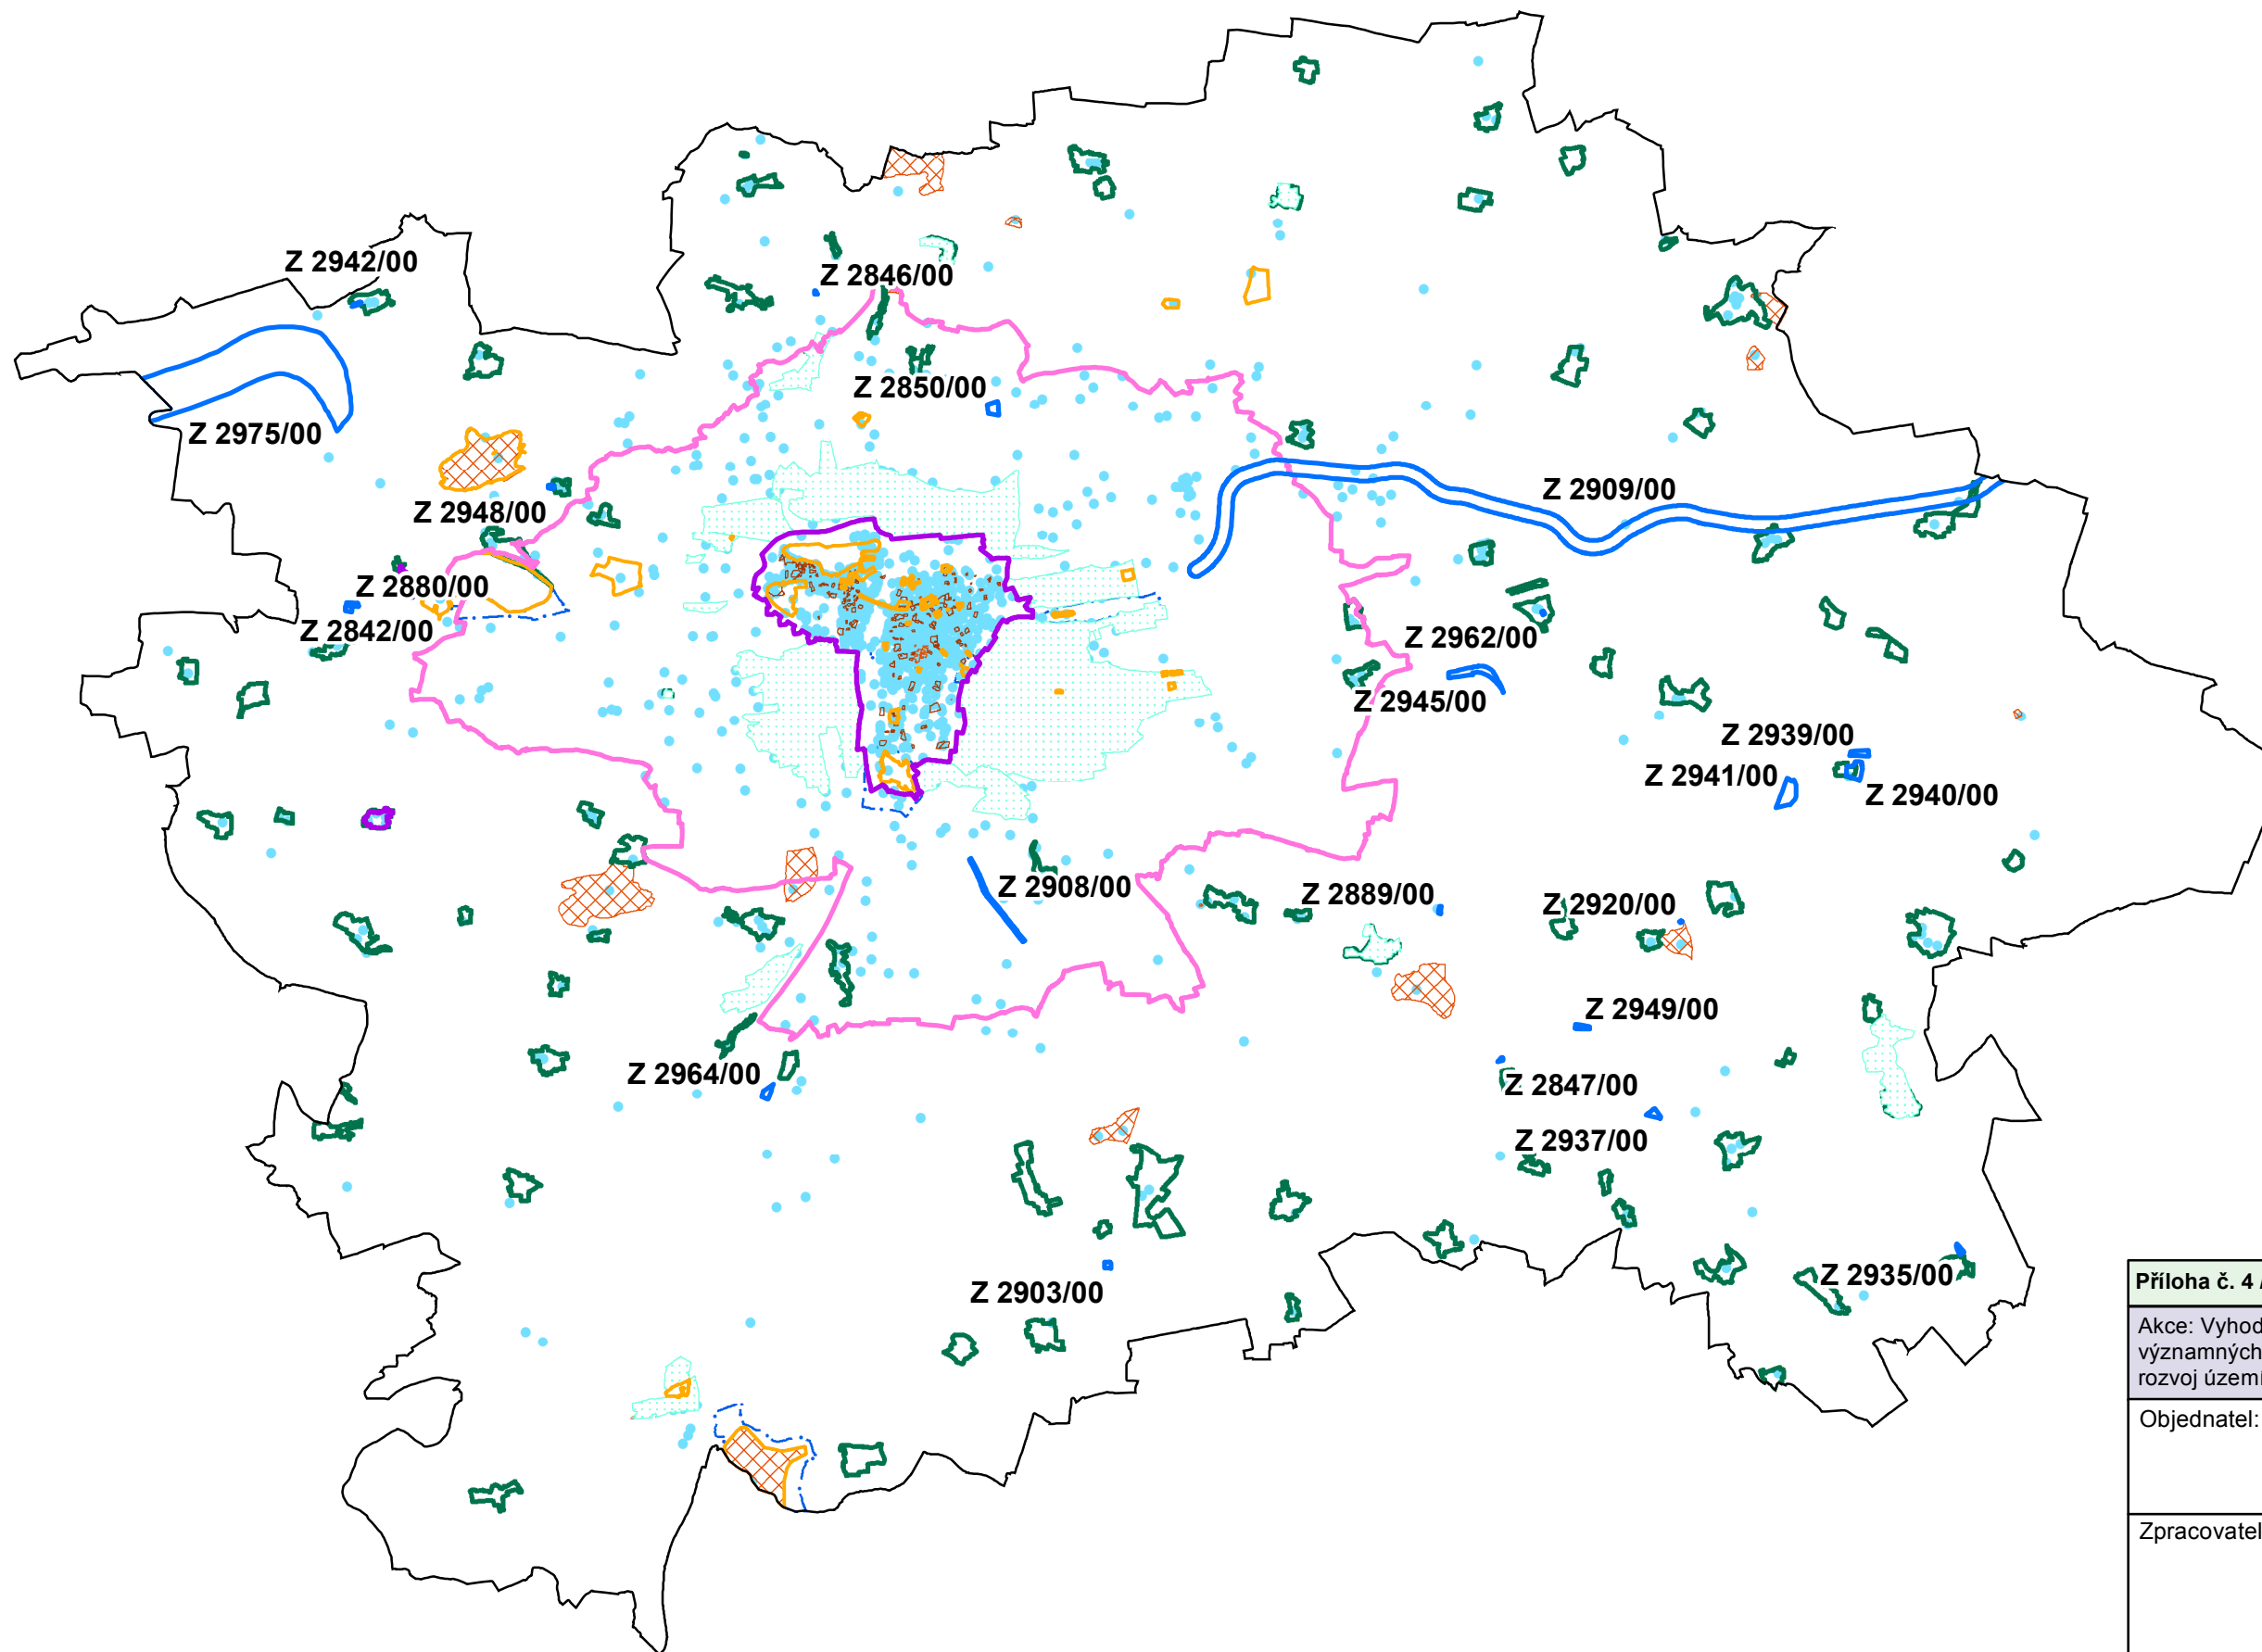 Z 2942/00
Z 2846/00
Z 2850/00
Z 2975/00
Z 2909/00
Z 2948/00
Z 2880/00
Z 2842/00
Z 2962/00
Z 2945/00
Z 2939/00
Z 2941/00
Z 2940/00
Z 2908/00
Z 2889/00
Z 2920/00
Z 2949/00
Z 2964/00
Z 2847/00
Z 2937/00
Z 2903/00
Z 2935/00
Příloha č. 4
Akce: Vyhod
významných
rozvoj území
Objednatel:
Zpracovatel